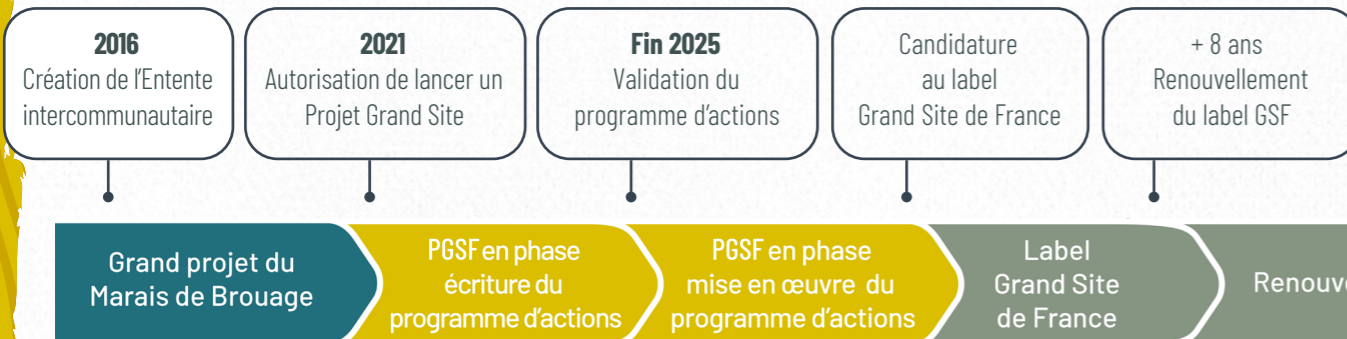 2016
Création de l'Entente
intercommunautaire
2021
Autorisation de lancer un
Projet Grand Site
Fin 2025
Validation du
programme d'actions
Candidature
au label
Grand Site de France
+ 8 ans
Renouvellement
du label GSF
Grand projet du
Marais de Brouage
PGSF en phase
écriture du
programme d'actions
PGSF en phase
mise en œuvre du
programme d'actions
Label
Grand Site
de France